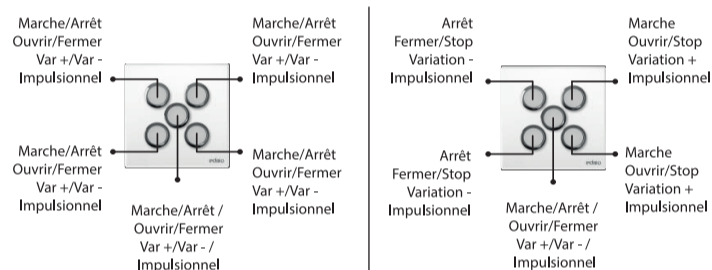 Marche/Arrêt
Ouvrir/Fermer
Var +/Var -
Impulsionnel
Marche/Arrêt
Ouvrir/Fermer
Var +/Var -
Impulsionnel
Marche/Arrêt
Ouvrir/Fermer
Var +/Var -
Impulsionnel
Marche/Arrêt
Ouvrir/Fermer
Var +/Var -
Impulsionnel
Marche/Arrêt /
Ouvrir/Fermer
Var +/Var - /
Impulsionnel
Arrêt
Fermer/Stop
Variation -
Impulsionnel
Marche
Ouvrir/Stop
Variation +
Impulsionnel
Arrêt
Fermer/Stop
Variation -
Impulsionnel
Marche
Ouvrir/Stop
Variation +
Impulsionnel
Marche/Arrêt /
Ouvrir/Fermer
Var +/Var - /
Impulsionnel